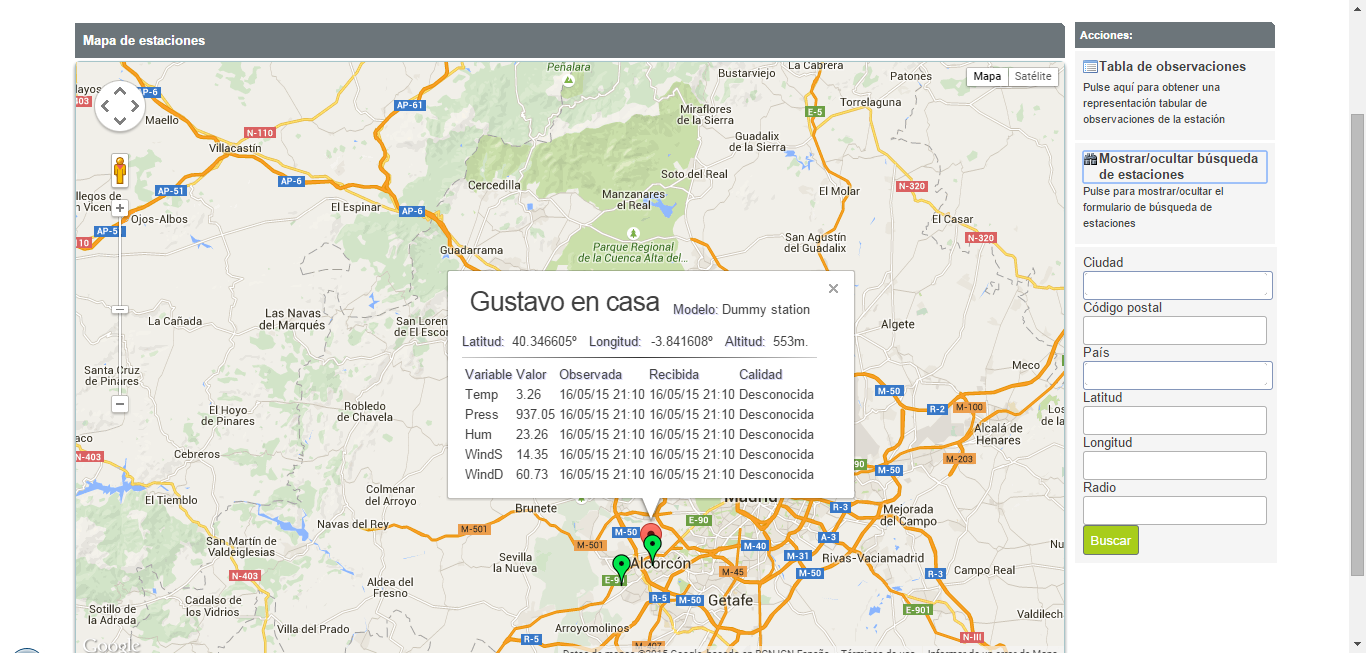 Mapa de estaciones
Acciones:
Tabla de observaciones
Pulse aquí para obtener una
representación tabular de
observaciones de la estación
Mostrar/ocultar búsqueda
de estaciones
Pulse para mostrar/ocultar el
formulario de búsqueda de
estaciones
Ciudad
Código postal
País
Latitud
Longitud
Radio
Buscar
Mapa Satélite
Peñalara
Bustarviejo
La Cabrera
Patones
AP-6
AP-61
E-5
Torrelaguna
Maello
N-110
Miraflores
de la Sierra
Villacastín
Guadalix
de la Sierra
AP-6
Soto del Real
AP-51
Cercedilla
Manzanares
el Real
El Molar
N-320
El Espinar
AP-6
Ojos-Albos
El Casar
AP-5
San Agustín
del Guadalix
N-320
Guadarrama
Parque Regional
de la Cuenca Alta del...
Gustavo en casa
Modelo: Dummy station
Latitud: 40.346605º Longitud: -3.841608º Altitud: 553m.
Variable Valor Observada Recibida Calidad
Temp 3.26 16/05/15 21:10 16/05/15 21:10 Desconocida
Press 937.05 16/05/15 21:10 16/05/15 21:10 Desconocida
Hum 23.26 16/05/15 21:10 16/05/15 21:10 Desconocida
WindS 14.35 16/05/15 21:10 16/05/15 21:10 Desconocida
WindD 60.73 16/05/15 21:10 16/05/15 21:10 Desconocida
La Cañada
Las Navas
del Marqués
San Loren
de El Escor
Algete
Santa Cruz
de Pinares
Meco
M-50
El Hoyo
de Pinares
Robledo
de Chavela
R-2
M-100
Alcalá de
Henares
Cebreros
N-403
M-203
M-50
El Tiemblo
Colmenar
del Arroyo
Brunete
Madrid
R-3
Mejorada
del Campo
Navas del Rey
M-501
E-90
M-50
A-3
San Martín de
Valdeiglesias
M-501
M-40
Sevilla
la Nueva
M-31
Rivas-Vaciamadrid
Alcorcón
N-403
M-45
M-50
R-3
Campo Real
Aldea del
Fresno
Cadalso de
los Vidrios
R-5
M-50
Getafe
E-901
Sotillo de
la Adrada
Valdilech
Villa del Prado
Arroyomolinos
R-5
N-III
Google